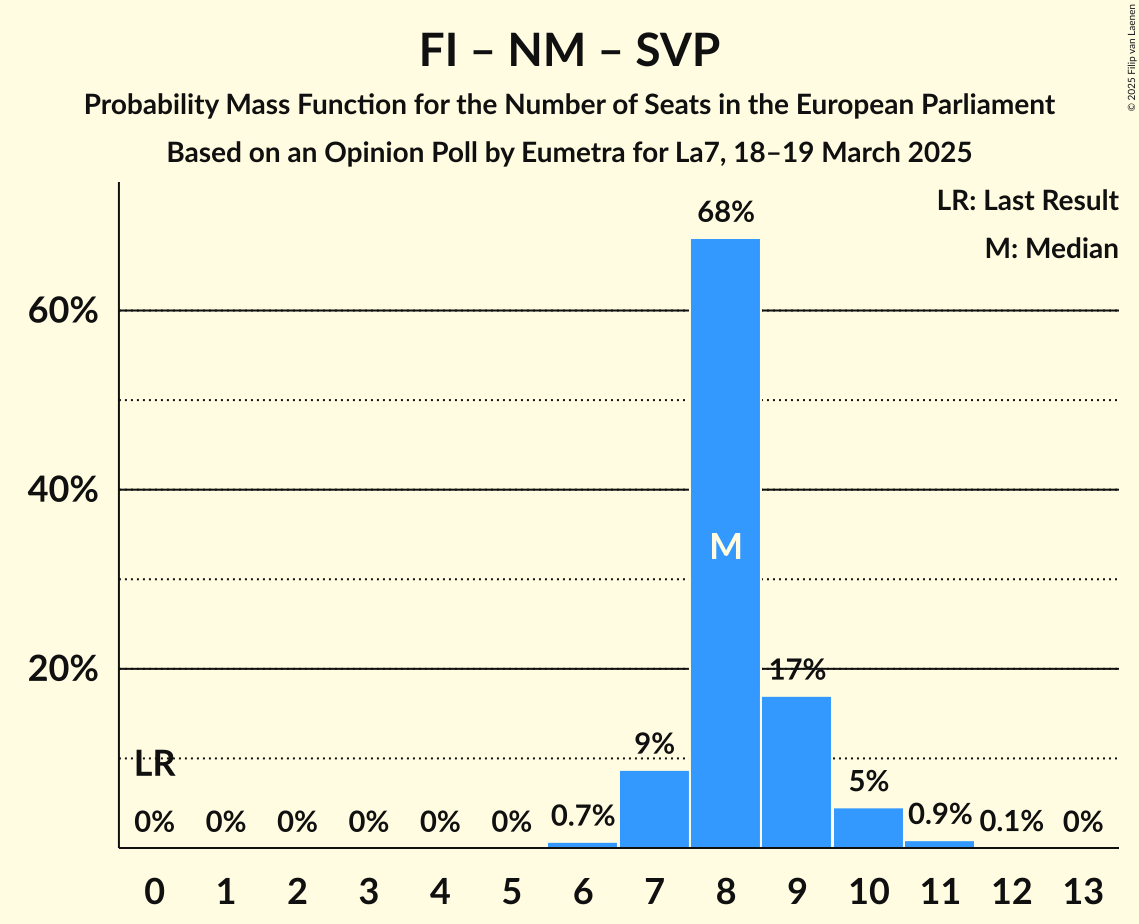 FI – NM – SVP
Probability Mass Function for the Number of Seats in the European Parliament
Based on an Opinion Poll by Eumetra for La7, 18–19 March 2025
© 2025 Filip van Laenen
LR: Last Result
M: Median
68%
60%
40%
M
20%
17%
9%
LR
5%
0% 0% 0% 0% 0% 0% 0.7% 0.9% 0.1% 0%
0 1 2 3 4 5 6 7 8 9 10 11 12 13